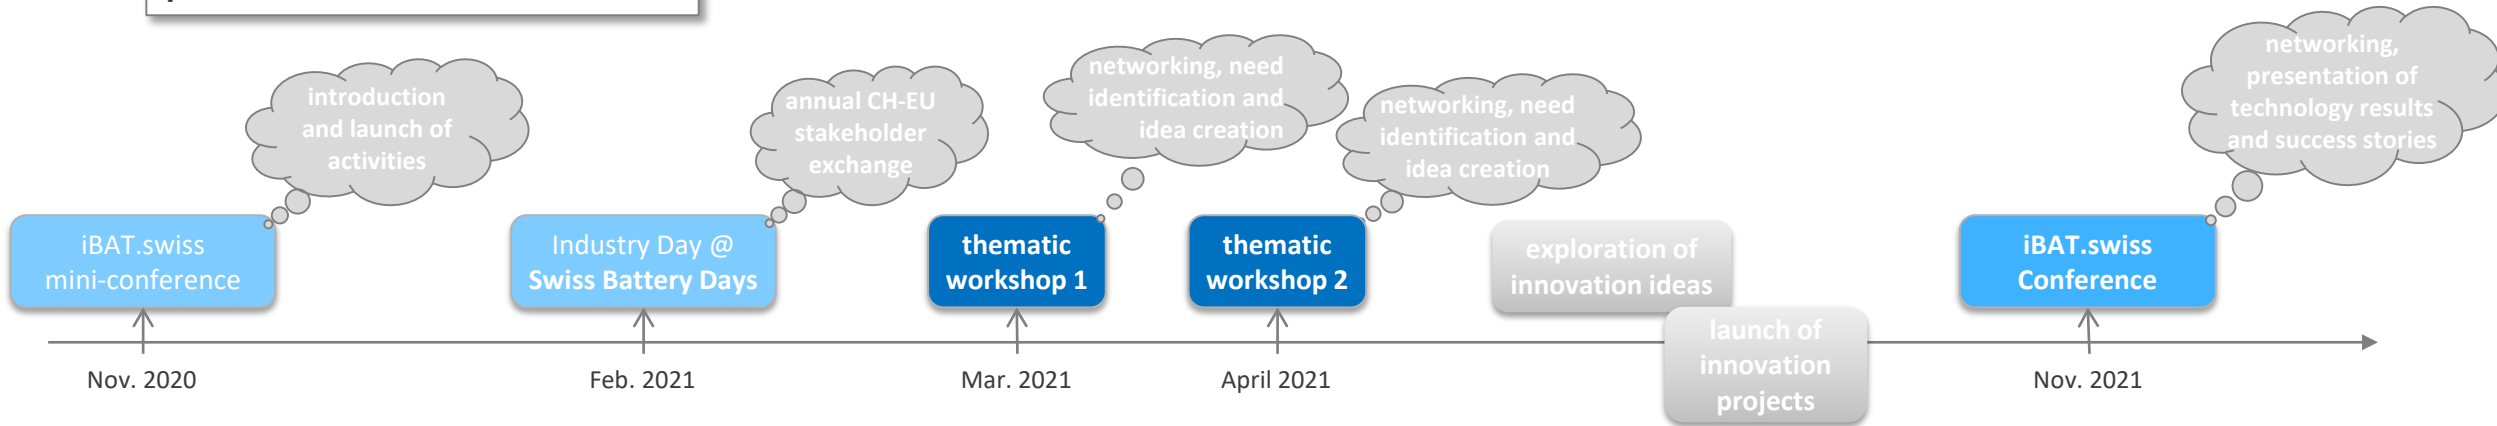 introduction
and launch of
activities
annual CH-EU
stakeholder
exchange
networking, need
identification and
idea creation
networking, need
identification and
idea creation
networking,
presentation of
technology results
and success stories
iBAT.swiss
mini-conference
Industry Day @
Swiss Battery Days
thematic
workshop 1
thematic
workshop 2
exploration of
innovation ideas
launch of
innovation
projects
iBAT.swiss
Conference
Nov. 2020
Feb. 2021
Mar. 2021
April 2021
Nov. 2021